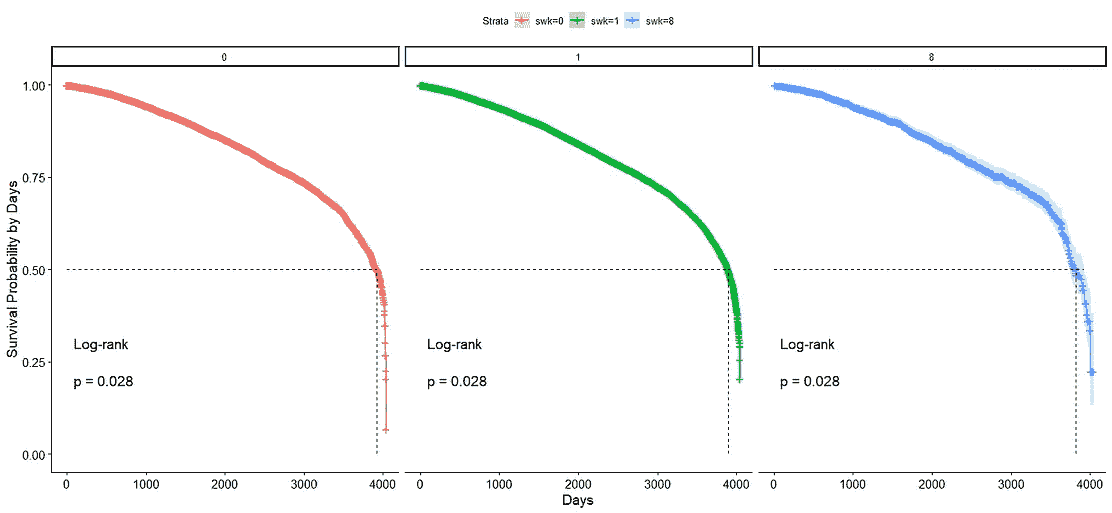 Strata swk=0 swk=1 swk=8
0 1 8
Survival Probability by Days
1.00
0.75
0.50
0.25
0.00
Log-rank Log-rank Log-rank
p = 0.028 p = 0.028 p = 0.028
0 1000 2000 3000 4000 0 1000 2000 3000 4000 0 1000 2000 3000 4000
Days